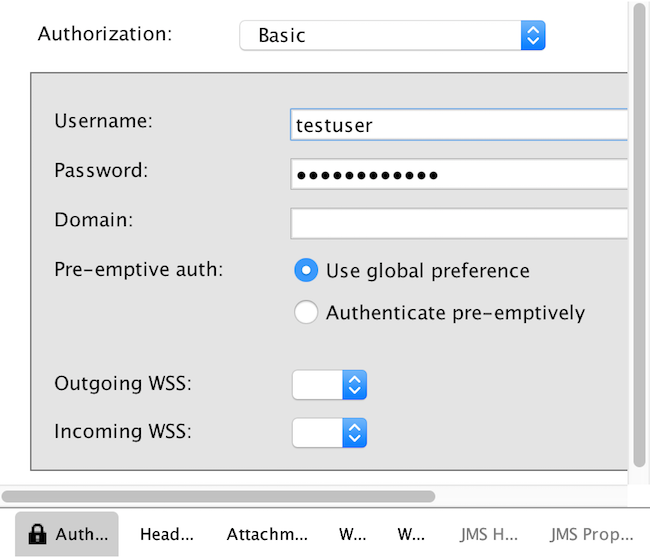 Authorization: Basic
Username: testuser
Password: ••••••••••••
Domain:
Pre-emptive auth: Use global preference
Authenticate pre-emptively
Outgoing WSS:
Incoming WSS:
Auth... Head... Attachm... W... W... JMS H... JMS Prop...